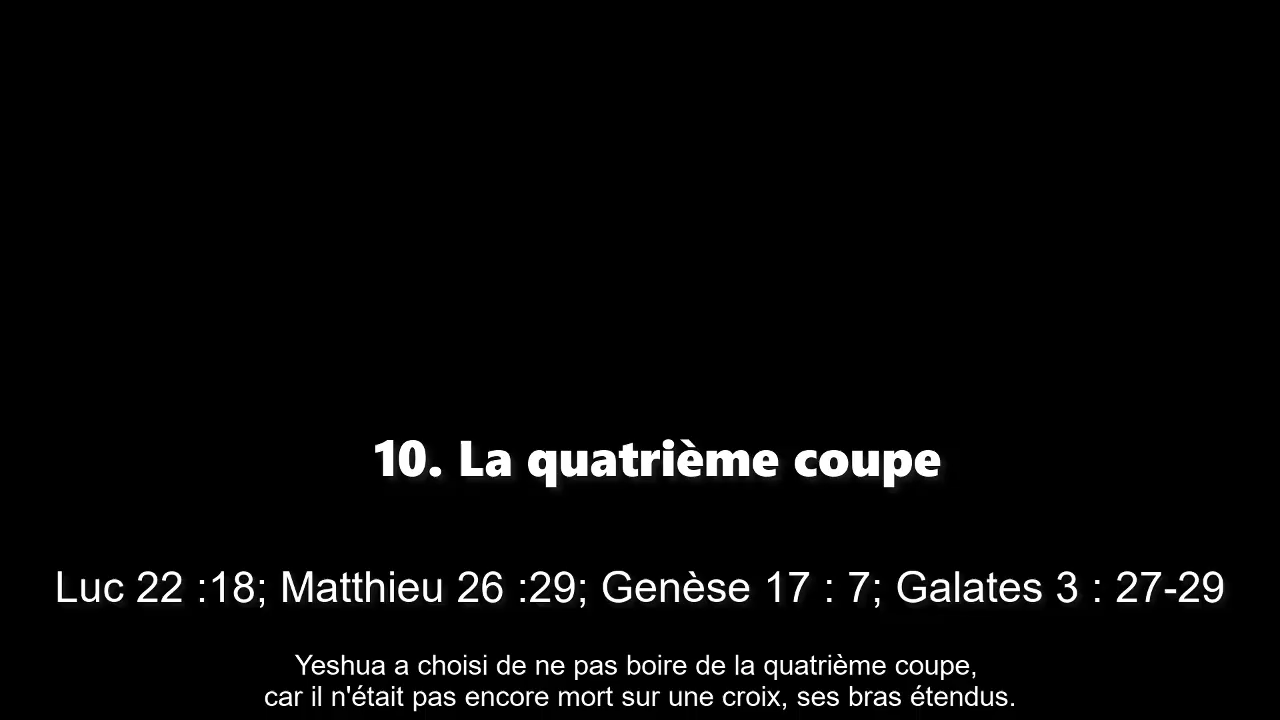 10. La quatrième coupe
Luc 22 :18; Matthieu 26 :29; Genèse 17 : 7; Galates 3 : 27-29
Yeshua a choisi de ne pas boire de la quatrième coupe,
car il n'était pas encore mort sur une croix, ses bras étendus.